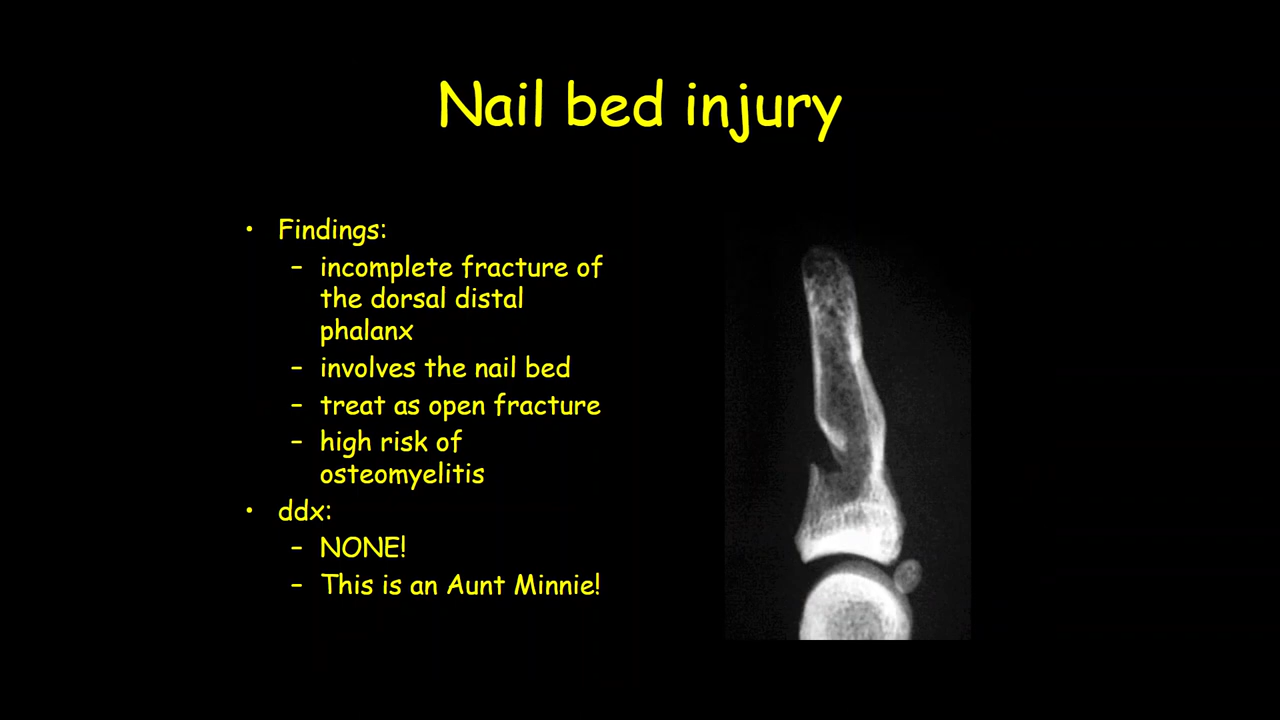 Nail bed injury
• Findings:
– incomplete fracture of
the dorsal distal
phalanx
– involves the nail bed
– treat as open fracture
– high risk of
osteomyelitis
• ddx:
– NONE!
– This is an Aunt Minnie!